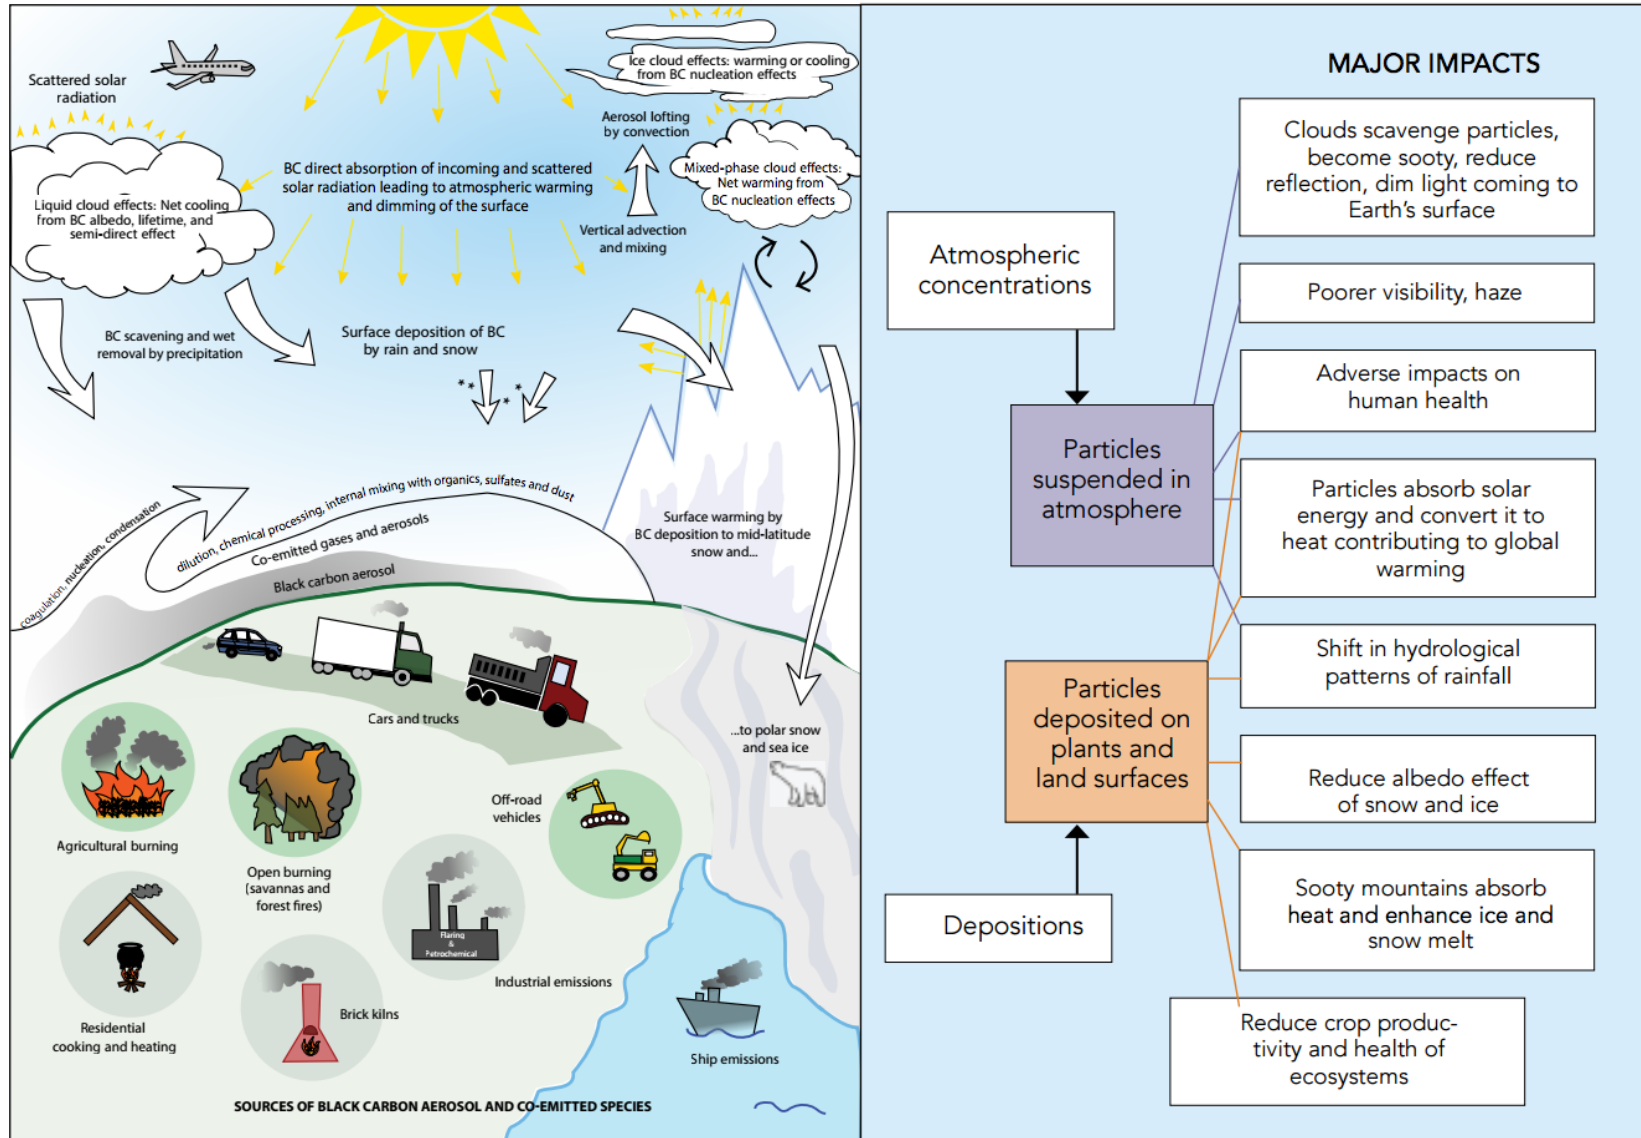 Scattered solar
radiation
Liquid cloud effects: Net cooling
from BC albedo, lifetime, and
semi-direct effect
BC direct absorption of incoming and scattered
solar radiation leading to atmospheric warming
and dimming of the surface
Ice cloud effects: warming or cooling
from BC nucleation effects
Aerosol lofting
by convection
Mixed-phase cloud effects:
Net warming from
BC nucleation effects
Vertical advection
and mixing
BC scavening and wet
removal by precipitation
Surface deposition of BC
by rain and snow
coagulation, nucleation, condensation
dilution, chemical processing, internal mixing with organics, sulfates and dust
Co-emitted gases and aerosols
Black carbon aerosol
Surface warming by
BC deposition to mid-latitude
snow and...
...to polar snow
and sea ice
Cars and trucks
Agricultural burning
Open burning
(savannas and
forest fires)
Off-road
vehicles
Flaring
&
Petrochemical
Industrial emissions
Residential
cooking and heating
Brick kilns
Ship emissions
SOURCES OF BLACK CARBON AEROSOL AND CO-EMITTED SPECIES
MAJOR IMPACTS
Atmospheric
concentrations
Particles
suspended in
atmosphere
Particles
deposited on
plants and
land surfaces
Depositions
Clouds scavenge particles,
become sooty, reduce
reflection, dim light coming to
Earth's surface
Poorer visibility, haze
Adverse impacts on
human health
Particles absorb solar
energy and convert it to
heat contributing to global
warming
Shift in hydrological
patterns of rainfall
Reduce albedo effect
of snow and ice
Sooty mountains absorb
heat and enhance ice and
snow melt
Reduce crop produc-
tivity and health of
ecosystems